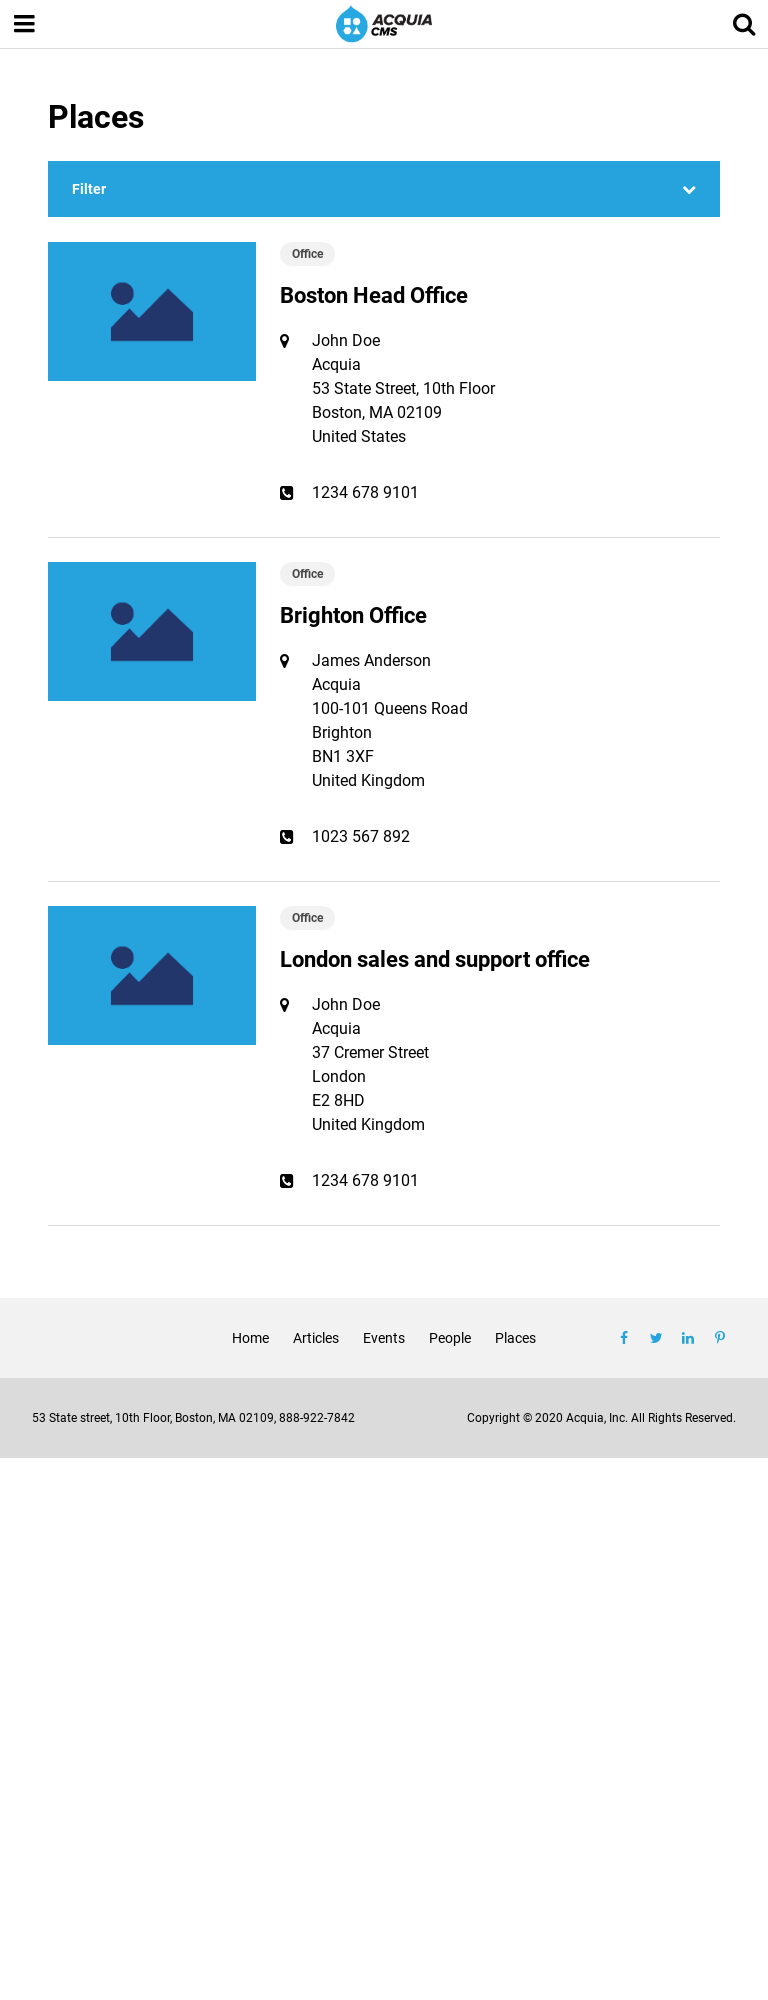 ACQUIA
CMS
Places
Filter
Office
Boston Head Office
John Doe
Acquia
53 State Street, 10th Floor
Boston, MA 02109
United States
1234 678 9101
Office
Brighton Office
James Anderson
Acquia
100-101 Queens Road
Brighton
BN1 3XF
United Kingdom
1023 567 892
Office
London sales and support office
John Doe
Acquia
37 Cremer Street
London
E2 8HD
United Kingdom
1234 678 9101
Home Articles Events People Places
53 State street, 10th Floor, Boston, MA 02109, 888-922-7842
Copyright © 2020 Acquia, Inc. All Rights Reserved.